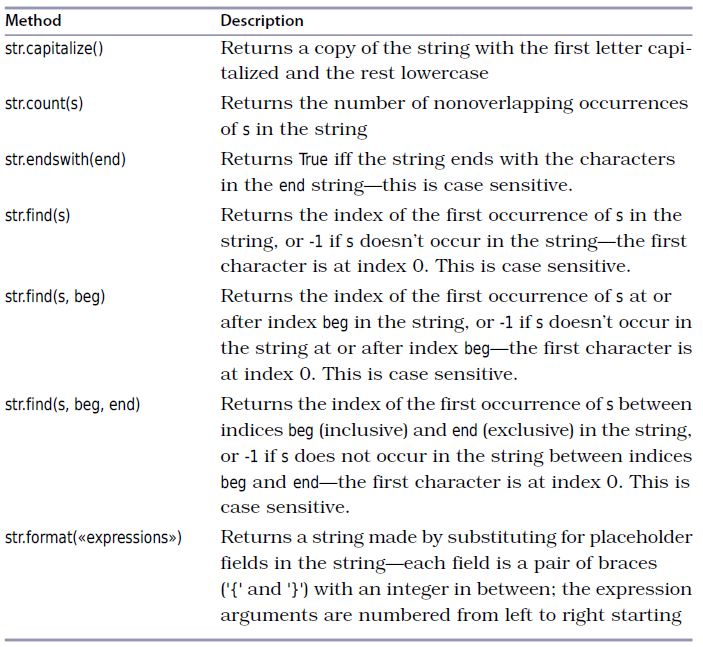 Method Description
str.capitalize() Returns a copy of the string with the first letter capi-
talized and the rest lowercase
str.count(s) Returns the number of nonoverlapping occurrences
of s in the string
str.endswith(end) Returns True iff the string ends with the characters
in the end string—this is case sensitive.
str.find(s) Returns the index of the first occurrence of s in the
string, or -1 if s doesn't occur in the string—the first
character is at index 0. This is case sensitive.
str.find(s, beg) Returns the index of the first occurrence of s at or
after index beg in the string, or -1 if s doesn't occur in
the string at or after index beg—the first character is
at index 0. This is case sensitive.
str.find(s, beg, end) Returns the index of the first occurrence of s between
indices beg (inclusive) and end (exclusive) in the string,
or -1 if s does not occur in the string between indices
beg and end—the first character is at index 0. This is
case sensitive.
str.format(«expressions») Returns a string made by substituting for placeholder
fields in the string—each field is a pair of braces
('{' and '}') with an integer in between; the expression
arguments are numbered from left to right starting